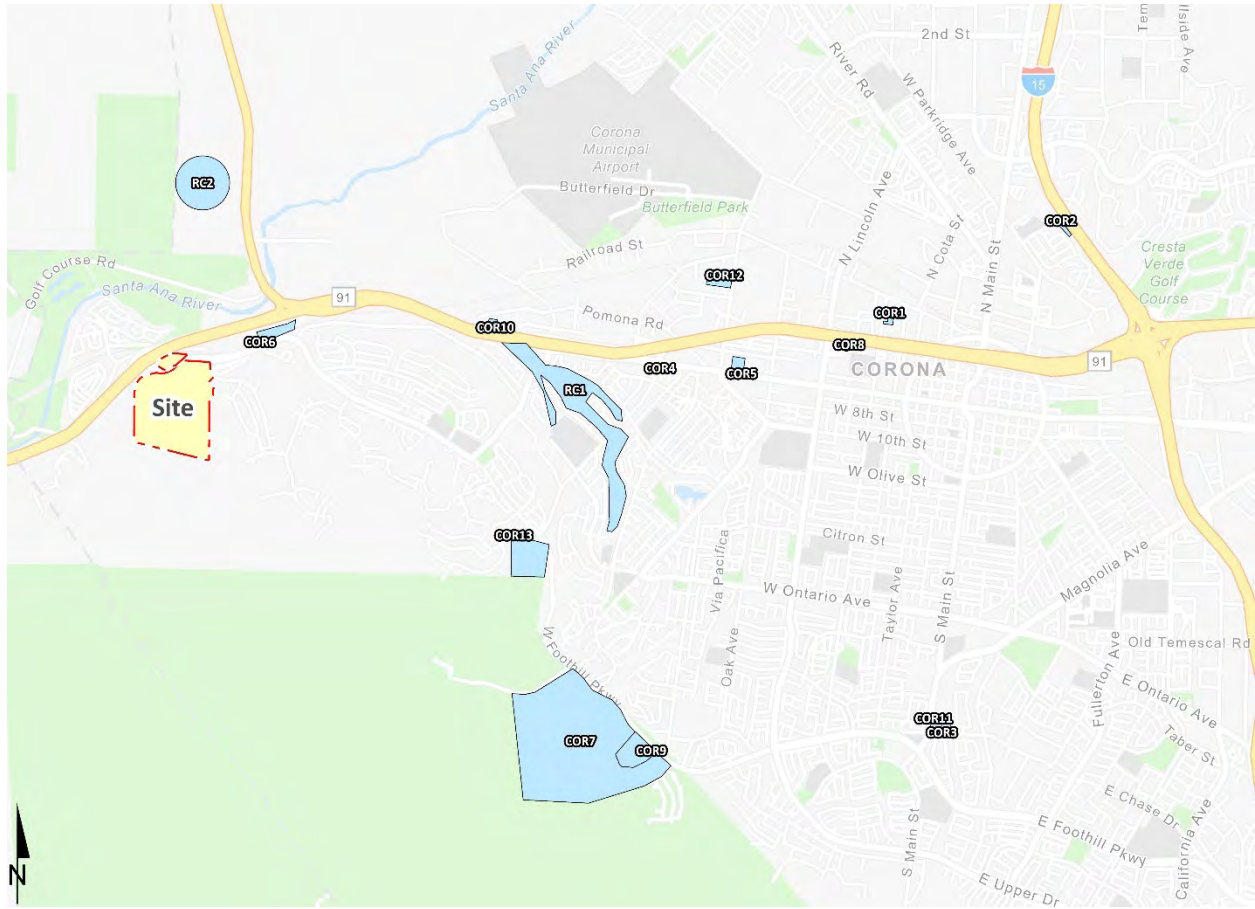 2nd St
Santa Ana River
River Rd
W Parkridge Ave
15
Corona
Municipal
Airport
RC2
Butterfield Dr
Butterfield Park
N Lincoln Ave
N Cota St
N Main St
COR2
Cresta
Verde
Golf
Course
Railroad St
Golf Course Rd
Santa Ana River
COR12
91
Pomona Rd
COR1
COR10
COR6
COR8
91
COR4
COR5
CORONA
RC1
Site
W 8th St
W 10th St
W Olive St
COR13
Citron St
Via Pacifica
W Ontario Ave
Taylor Ave
S Main St
Magnolia Ave
Old Temescal Rd
W Foothill Pkwy
Oak Ave
Fullerton Ave
E Ontario Ave
COR11
COR3
COR7
COR9
Taber St
E Chase Dr
California Ave
S Main St
E Foothill Pkwy
E Upper Dr
N